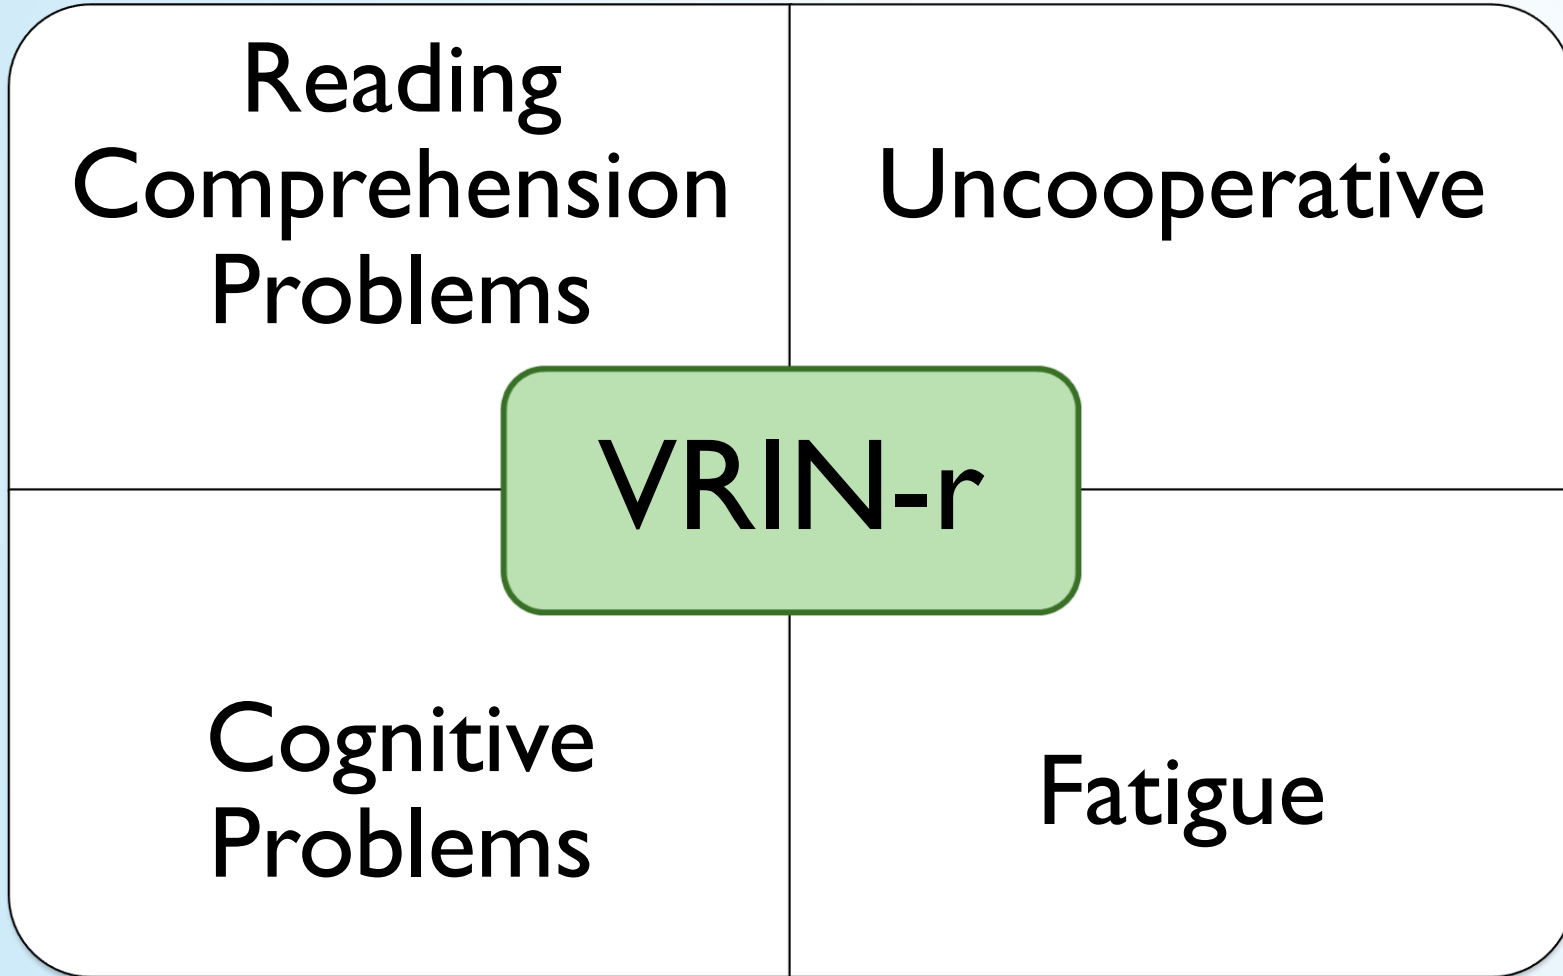 Reading
Comprehension
Problems
Uncooperative
VRIN-r
Cognitive
Problems
Fatigue